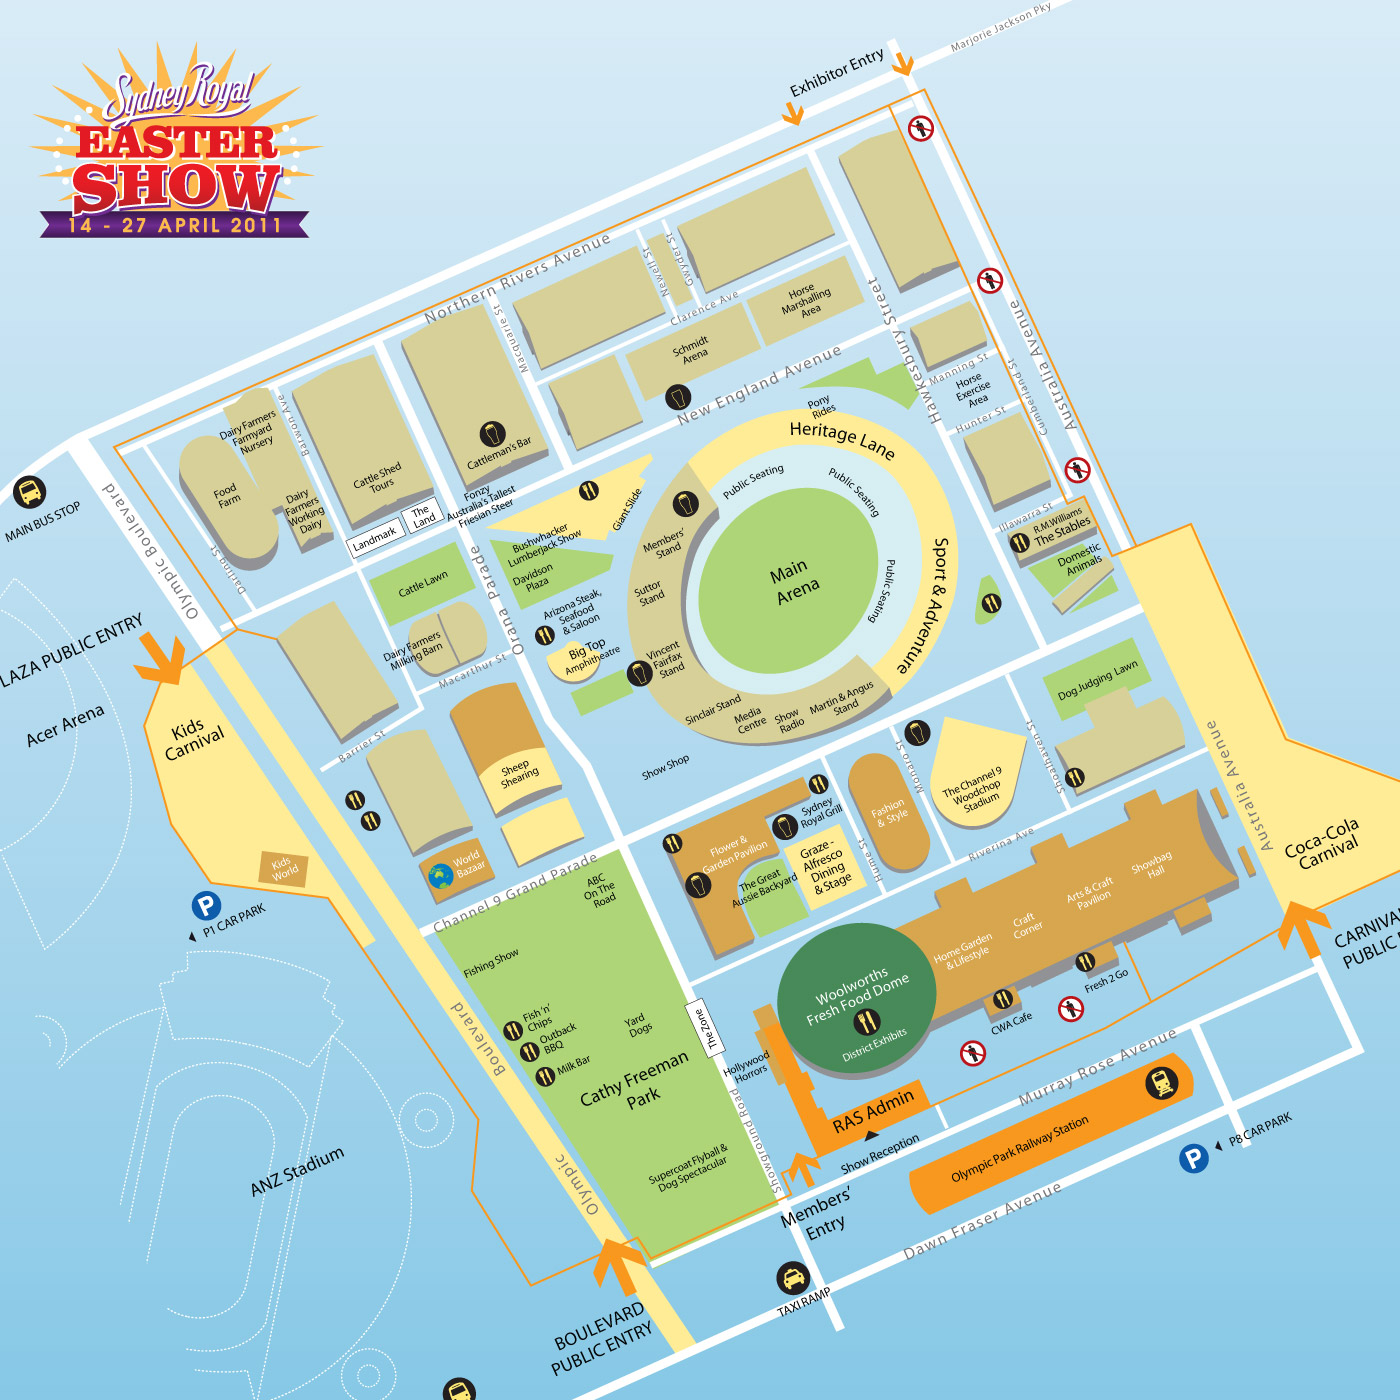 Sydney Royal
EASTER
SHOW
14 - 27 APRIL 2011
Marjorie Jackson Pky
Exhibitor Entry
Northern Rivers Avenue
Newell St
Gwyder St
Clarence Ave
Macquarie St
Horse
Marshalling
Area
Schmidt
Arena
Hawkesbury Street
Australia Avenue
Manning St
Horse
Exercise
Area
Cumberland St
Hunter St
New England Avenue
Pony
Rides
Heritage Lane
Barwon Ave
Dairy Farmers
Farmyard
Nursery
Food
Farm
Dairy
Farmers
Working
Dairy
Cattle Shed
Tours
Cattleman's Bar
Landmark
The
Land
Fonzy
Australia's Tallest
Friesian Steer
Giant Slide
Bushwhacker
Lumberjack Show
Davidson
Plaza
Members'
Stand
Public Seating
Public Seating
Public Seating
Main
Arena
Sport & Adventure
Illawarra St
R.M.Williams
The Stables
Domestic
Animals
MAIN BUS STOP
Olympic Boulevard
Darling St
Cattle Lawn
Orana Parade
Arizona Steak,
Seafood
& Saloon
Suttor
Stand
Big Top
Amphitheatre
Vincent
Fairfax
Stand
Dairy Farmers
Milking Barn
Macarthur St
LAZA PUBLIC ENTRY
Acer Arena
Kids
Carnival
Barrier St
Sheep
Shearing
Sinclair Stand
Media
Centre
Show
Radio
Martin & Angus
Stand
Show Shop
Dog Judging Lawn
Shoalhaven St
Monaro St
The Channel 9
Woodchop
Stadium
Australia Avenue
Coca-Cola
Carnival
Kids
World
World
Bazaar
P
P1 CAR PARK
Channel 9 Grand Parade
ABC
On The
Road
Flower &
Garden Pavilion
Sydney
Royal Grill
Graze -
Alfresco
Dining
& Stage
The Great
Aussie Backyard
Hume St
Fashion
& Style
Riverina Ave
Showbag
Hall
Arts & Craft
Pavilion
Craft
Corner
Home Garden
& Lifestyle
CARNIVA
PUBLIC
Fishing Show
Fish 'n'
Chips
Outback
BBQ
Milk Bar
Yard
Dogs
The Zone
Cathy Freeman
Park
Woolworths
Fresh Food Dome
District Exhibits
CWA Cafe
Fresh 2 Go
Hollywood
Horrors
Boulevard
RAS Admin
Show Reception
Murray Rose Avenue
Olympic Park Railway Station
P
P8 CAR PARK
ANZ Stadium
Olympic
Supercoat Flyball &
Dog Spectacular
Showground Road
Members'
Entry
Dawn Fraser Avenue
TAXI RAMP
BOULEVARD
PUBLIC ENTRY